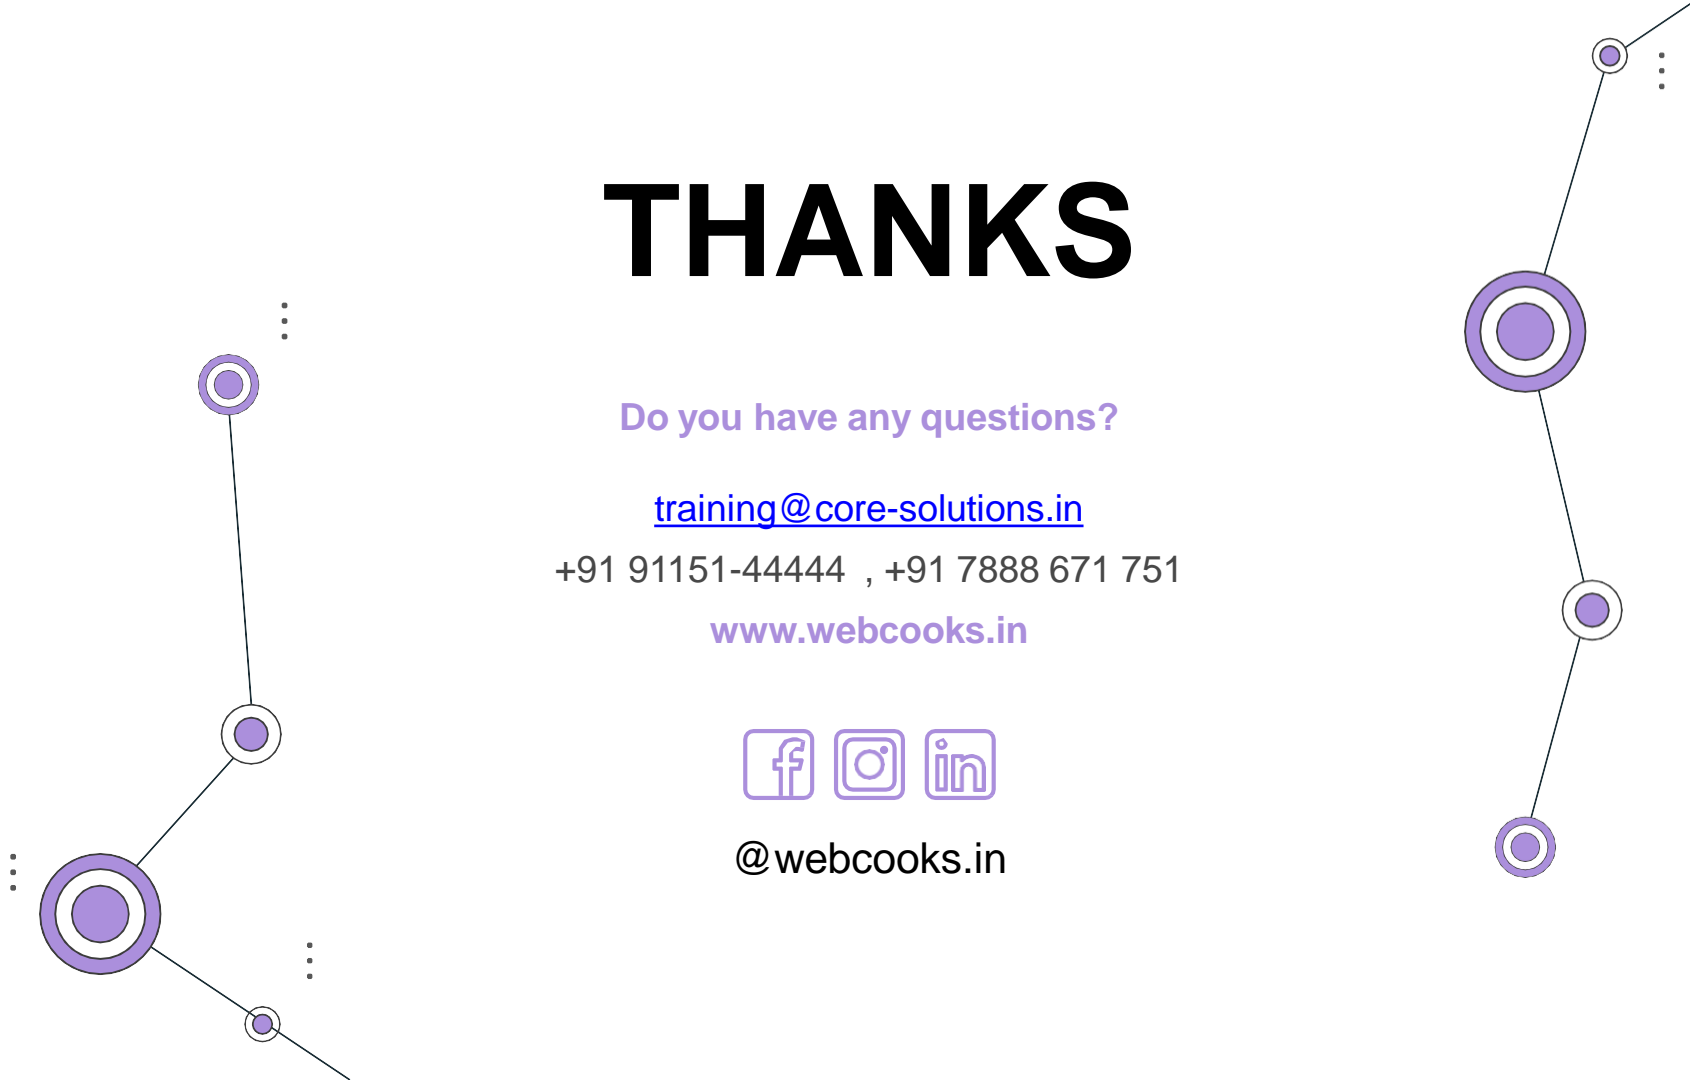 THANKS
Do you have any questions?
training@core-solutions.in
+91 91151-44444 , +91 7888 671 751
www.webcooks.in
@webcooks.in